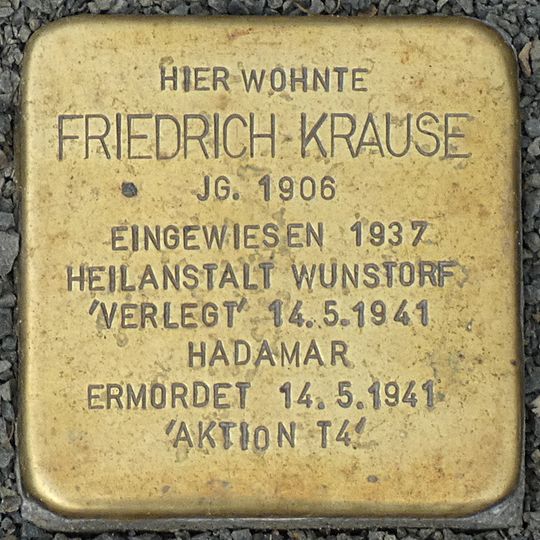 HIER WOHNTE
FRIEDRICH KRAUSE
JG. 1906
EINGEWIESEN 1937
HEILANSTALT WUNSTORF
'VERLEGT' 14.5.1941
HADAMAR
ERMORDET 14.5.1941
'AKTION T4'